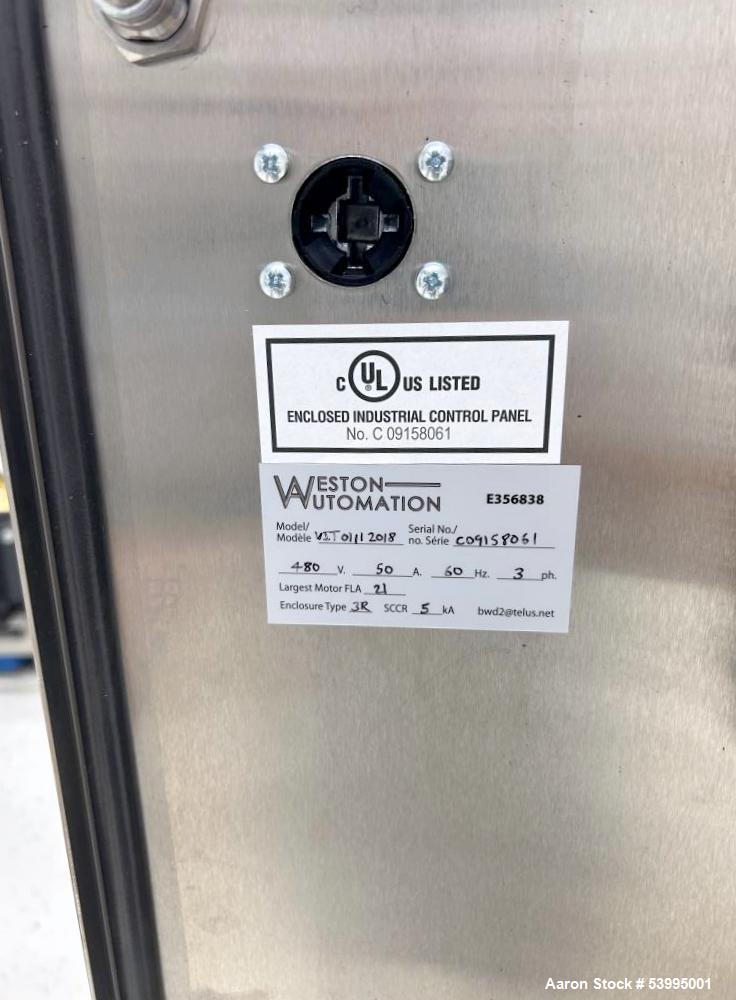 C UL US LISTED
ENCLOSED INDUSTRIAL CONTROL PANEL
No. C 09158061
WESTON AUTOMATION
E356838
Model/ Modèle Serial No./ no. Série C09158061
480 V. 50 A. 60 Hz. 3 ph.
Largest Motor FLA 21
Enclosure Type 3R SCCR 5 kA bwd2@telus.net
Aaron Stock # 53995001